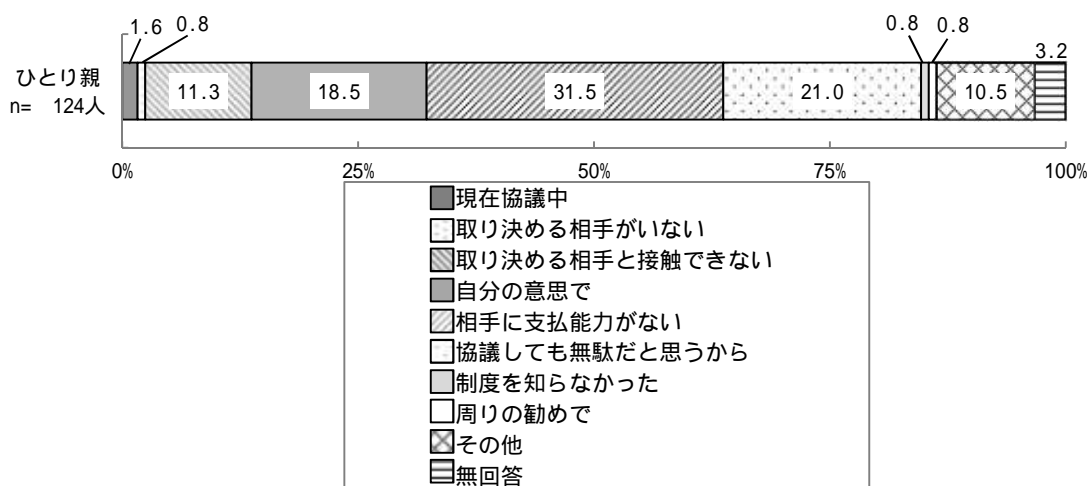 1.6 0.8 0.8 0.8 3.2
ひとり親
n= 124人
11.3 18.5 31.5 21.0 10.5
0% 25% 50% 75% 100%
現在協議中
取り決める相手がいない
取り決める相手と接触できない
自分の意思で
相手に支払能力がない
協議しても無駄だと思うから
制度を知らなかった
周りの勧めで
その他
無回答